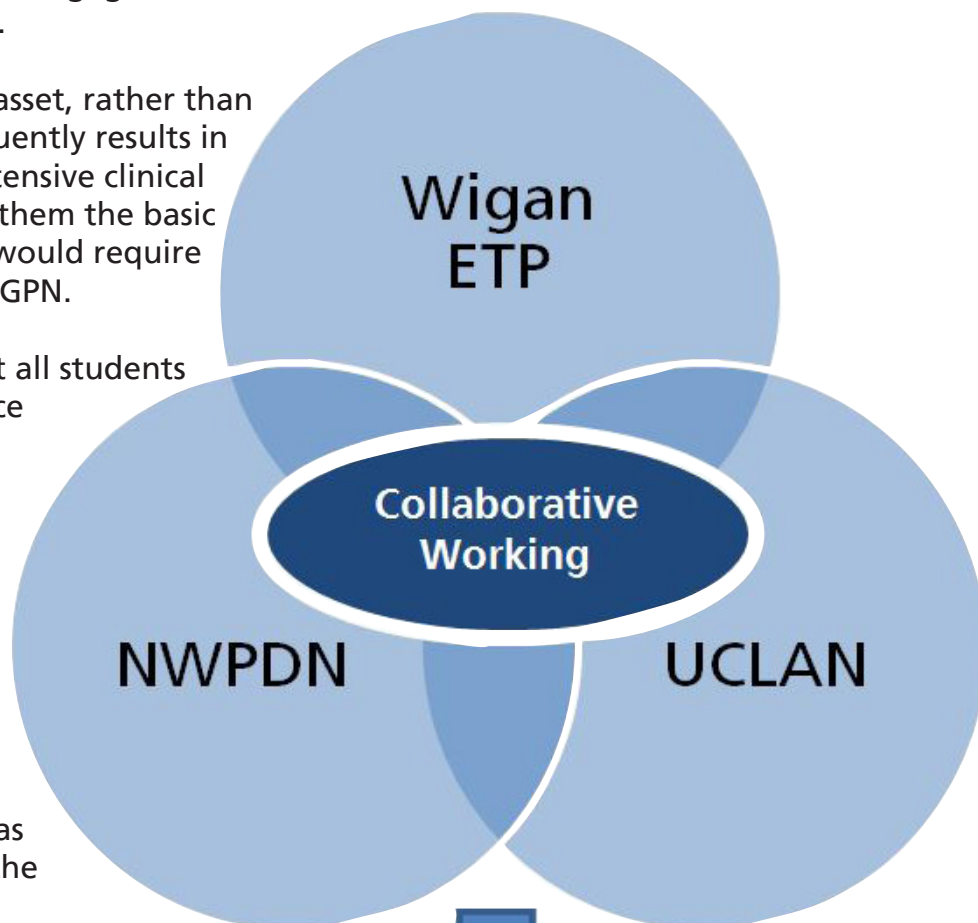 .
asset, rather than
uently results in
tensive clinical
them the basic
would require
GPN.
t all students
ce
as
the
Wigan
ETP
Collaborative
Working
NWPDN
UCLAN